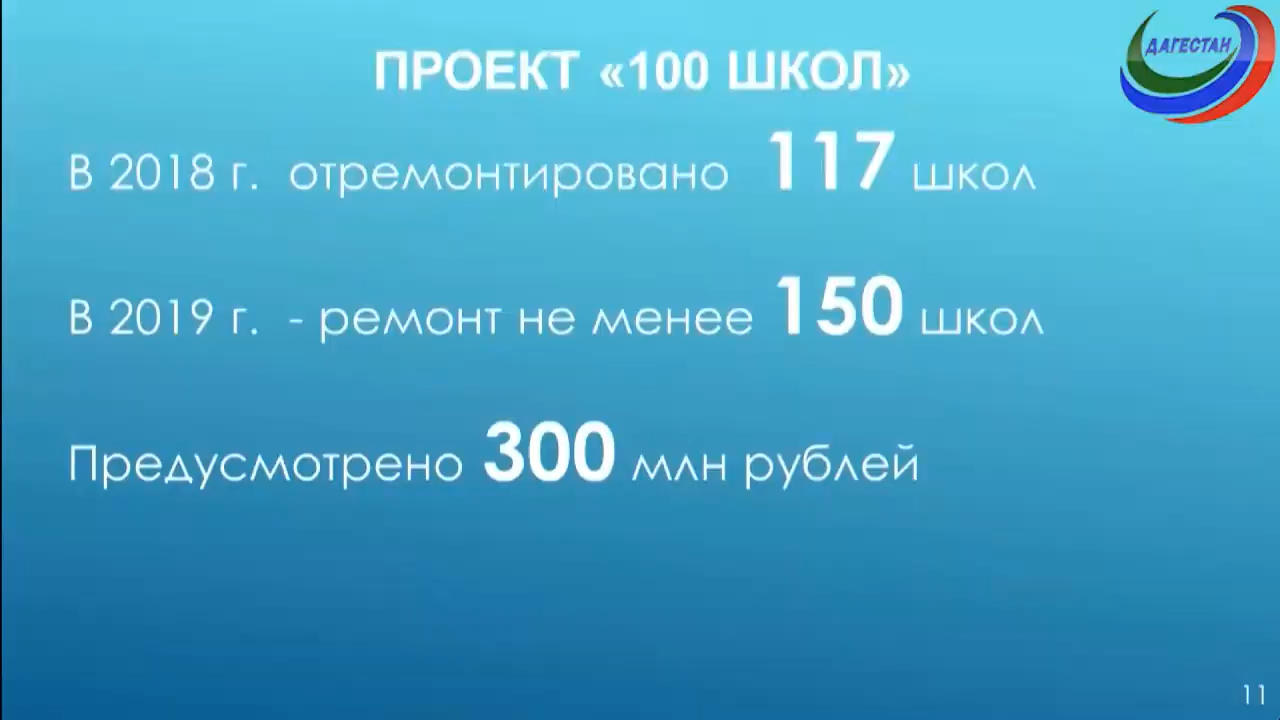 ДАГЕСТАН
ПРОЕКТ «100 ШКОЛ»
В 2018 г. отремонтировано 117 школ
В 2019 г. - ремонт не менее 150 школ
Предусмотрено 300 млн рублей
11